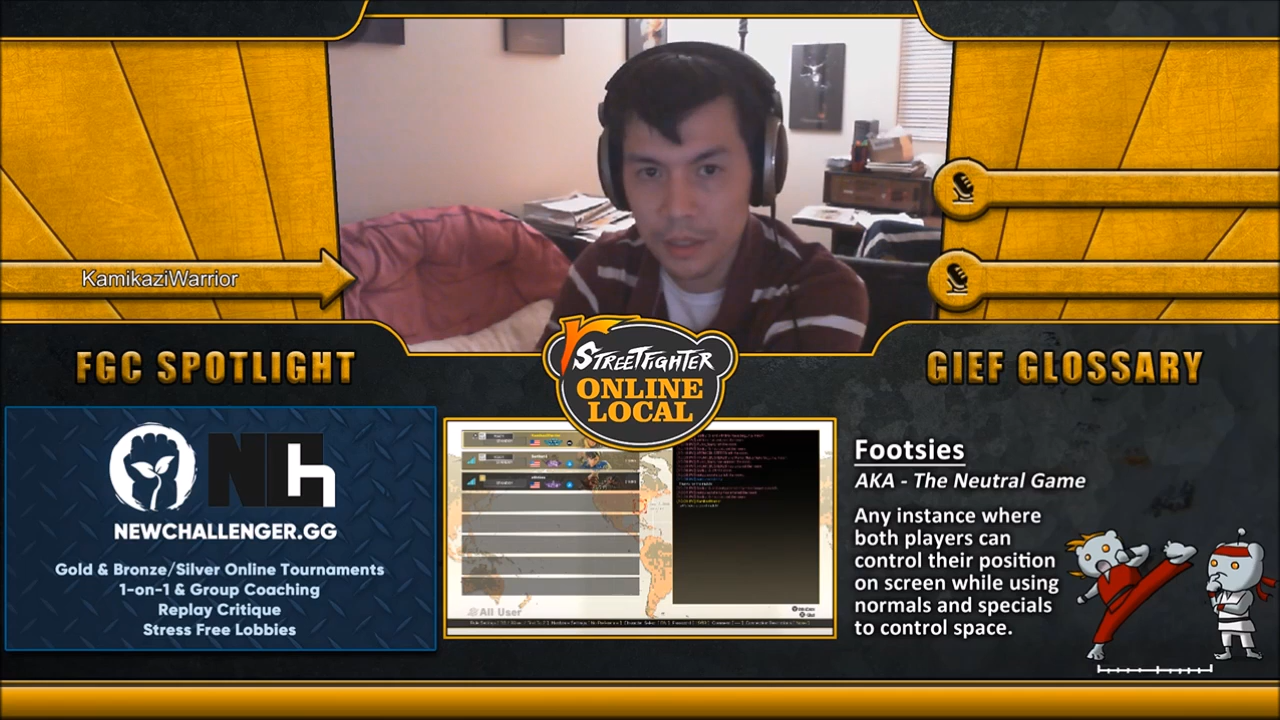 KamikaziWarrior
FGC SPOTLIGHT
STREETFIGHTER
ONLINE
LOCAL
GIEF GLOSSARY
NCh
NEWCHALLENGER.GG
Gold & Bronze/Silver Online Tournaments
1-on-1 & Group Coaching
Replay Critique
Stress Free Lobbies
All User
Footsies
AKA - The Neutral Game
Any instance where
both players can
control their position
on screen while using
normals and specials
to control space.